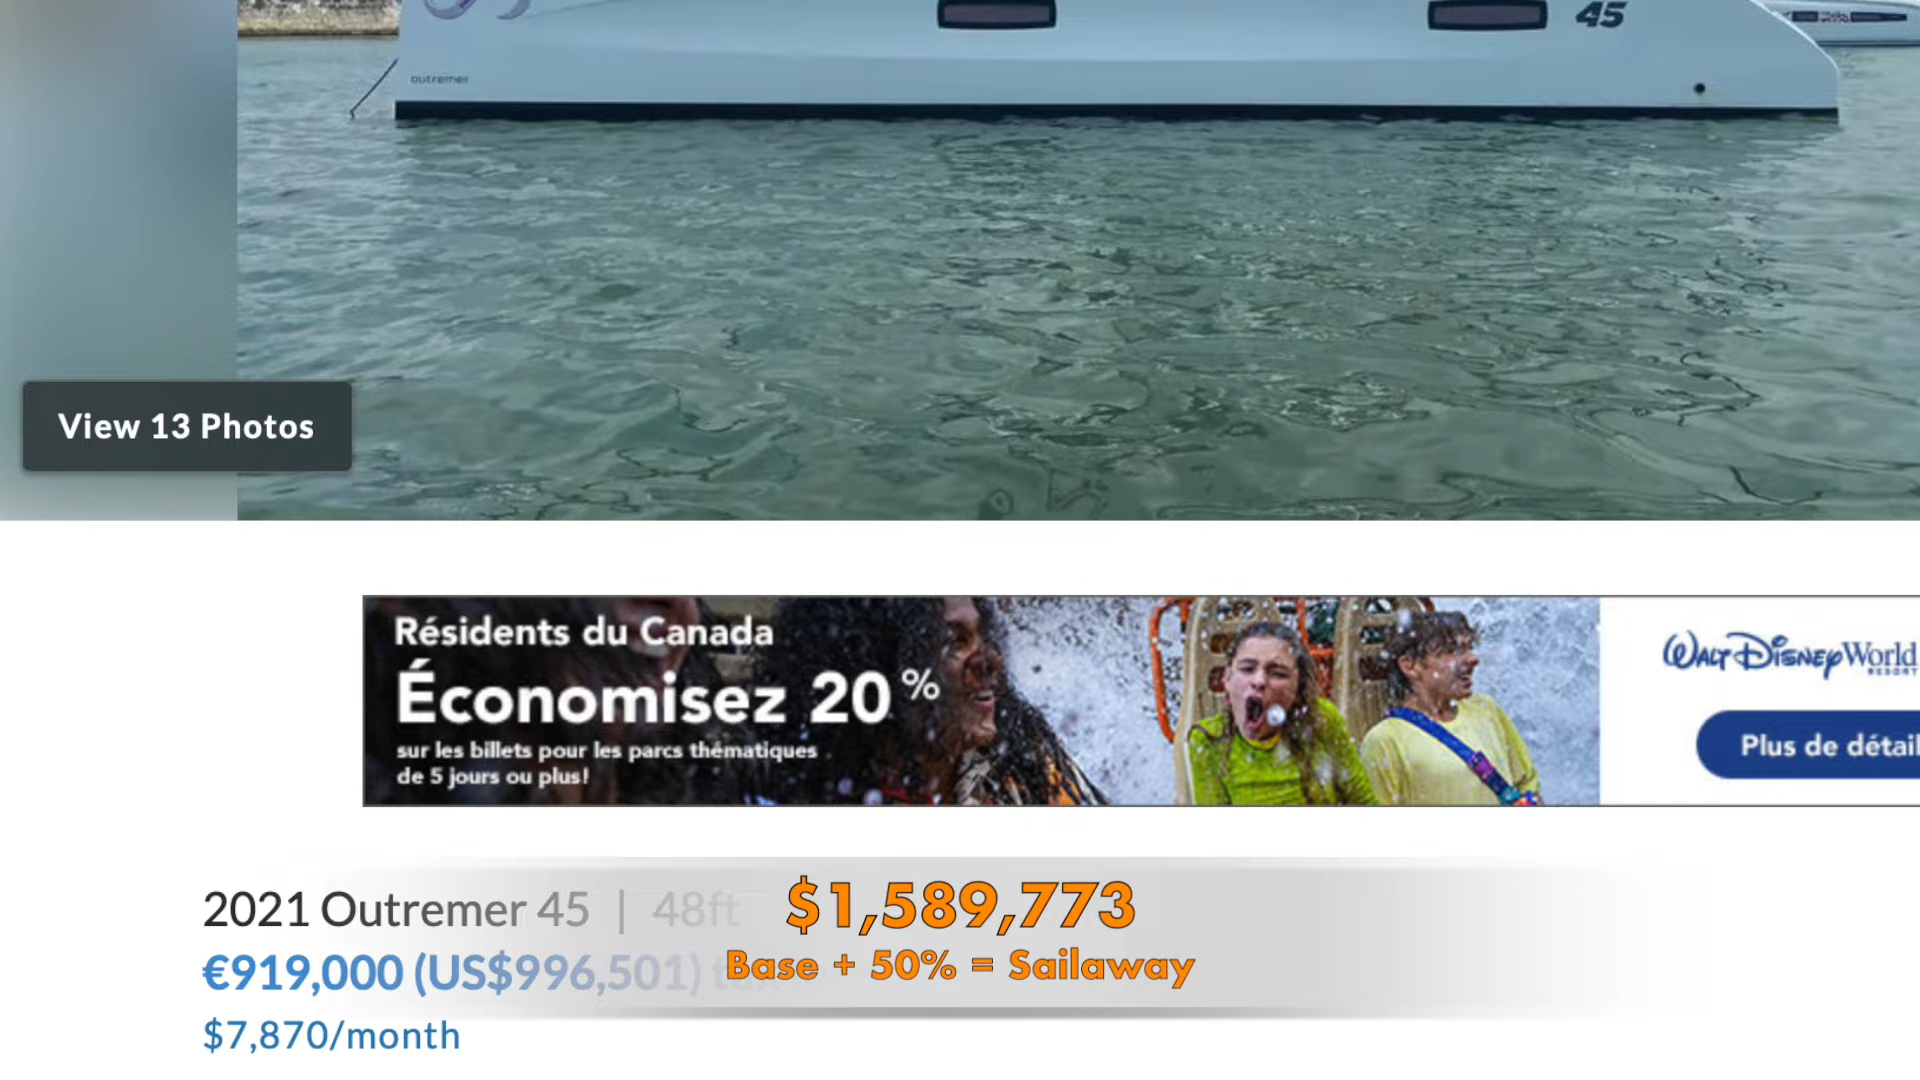 45
outremer
View 13 Photos
Résidents du Canada
Économisez 20 %
sur les billets pour les parcs thématiques
de 5 jours ou plus!
WALT DISNEY World
RESORT
Plus de détail
2021 Outremer 45 | 48ft
$1,589,773
€919,000 (US$996,501)
Base + 50% = Sailaway
$7,870/month